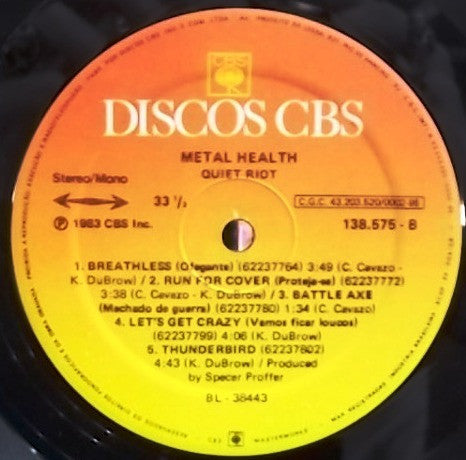 DISCOS CBS
METAL HEALTH
QUIET RIOT
Stereo/Mono
33 ⅓
C.G.C. 43.203.520/0002-96
℗ 1983 CBS Inc.
138.575 - B
1. BREATHLESS (Ofegante) (62237764) 3:49 (C. Cavazo -
K. DuBrow) / 2. RUN FOR COVER (Proteja-se) (62237772)
3:38 (C. Cavazo - K. DuBrow) / 3. BATTLE AXE
(Machado de guerra) (62237780) 1:34 (C. Cavazo)
4. LET'S GET CRAZY (Vamos ficar loucos)
(62237799) 4:06 (K. DuBrow)
5. THUNDERBIRD (62237802)
4:43 (K. DuBrow) / Produced
by Specer Proffer
BL - 38443
CBS
MASTERWORKS